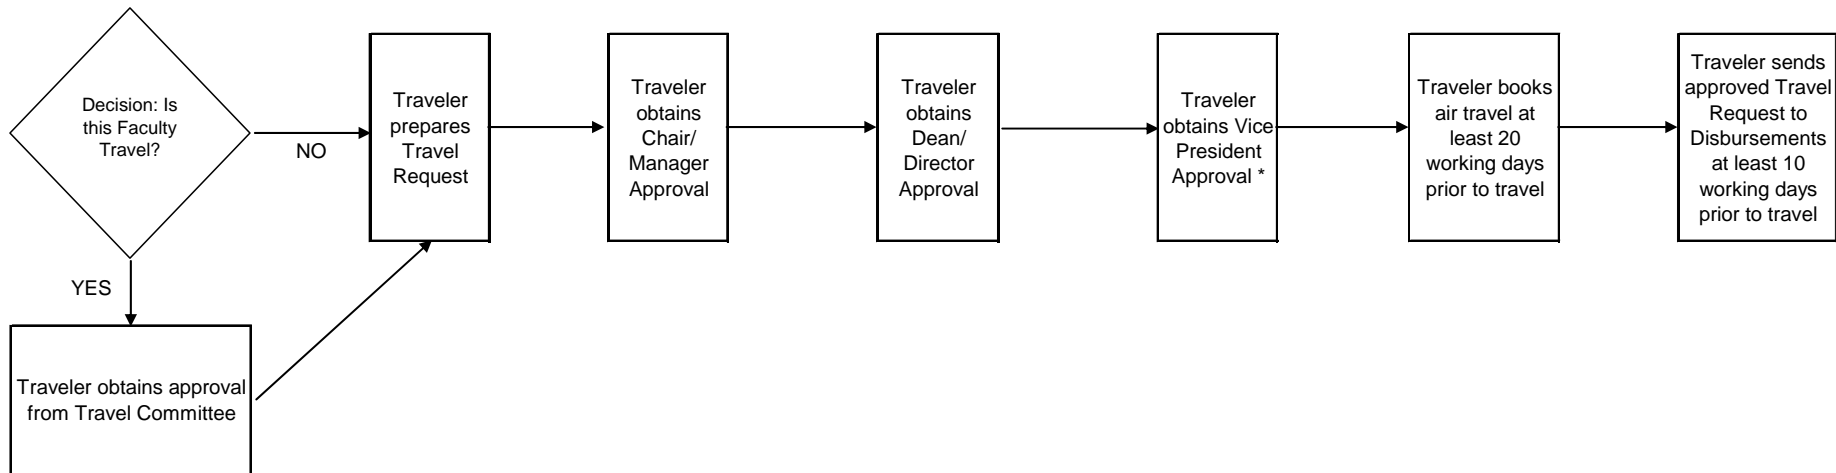 Decision: Is
this Faculty
Travel?
NO
YES
Traveler obtains approval
from Travel Committee
Traveler
prepares
Travel
Request
Traveler
obtains
Chair/
Manager
Approval
Traveler
obtains
Dean/
Director
Approval
Traveler
obtains Vice
President
Approval *
Traveler books
air travel at
least 20
working days
prior to travel
Traveler sends
approved Travel
Request to
Disbursements
at least 10
working days
prior to travel